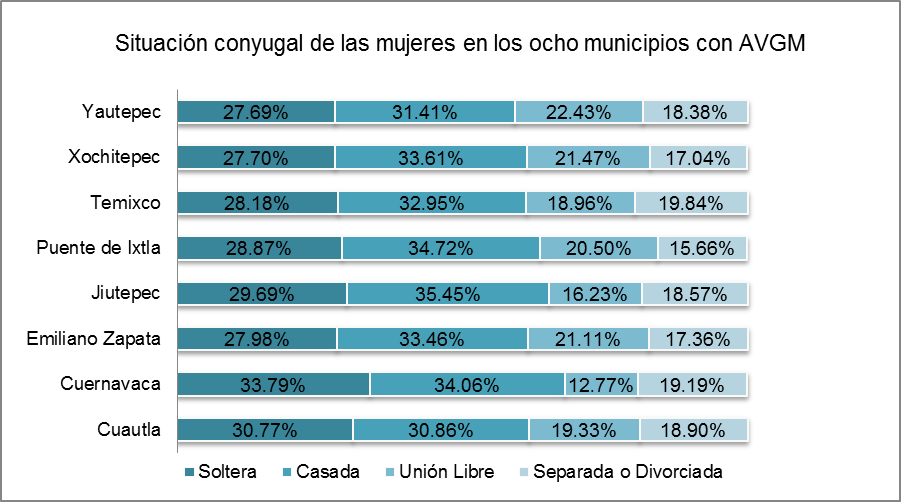 Situación conyugal de las mujeres en los ocho municipios con AVGM
Yautepec 27.69% 31.41% 22.43% 18.38%
Xochitepec 27.70% 33.61% 21.47% 17.04%
Temixco 28.18% 32.95% 18.96% 19.84%
Puente de Ixtla 28.87% 34.72% 20.50% 15.66%
Jiutepec 29.69% 35.45% 16.23% 18.57%
Emiliano Zapata 27.98% 33.46% 21.11% 17.36%
Cuernavaca 33.79% 34.06% 12.77% 19.19%
Cuautla 30.77% 30.86% 19.33% 18.90%
Soltera Casada Unión Libre Separada o Divorciada